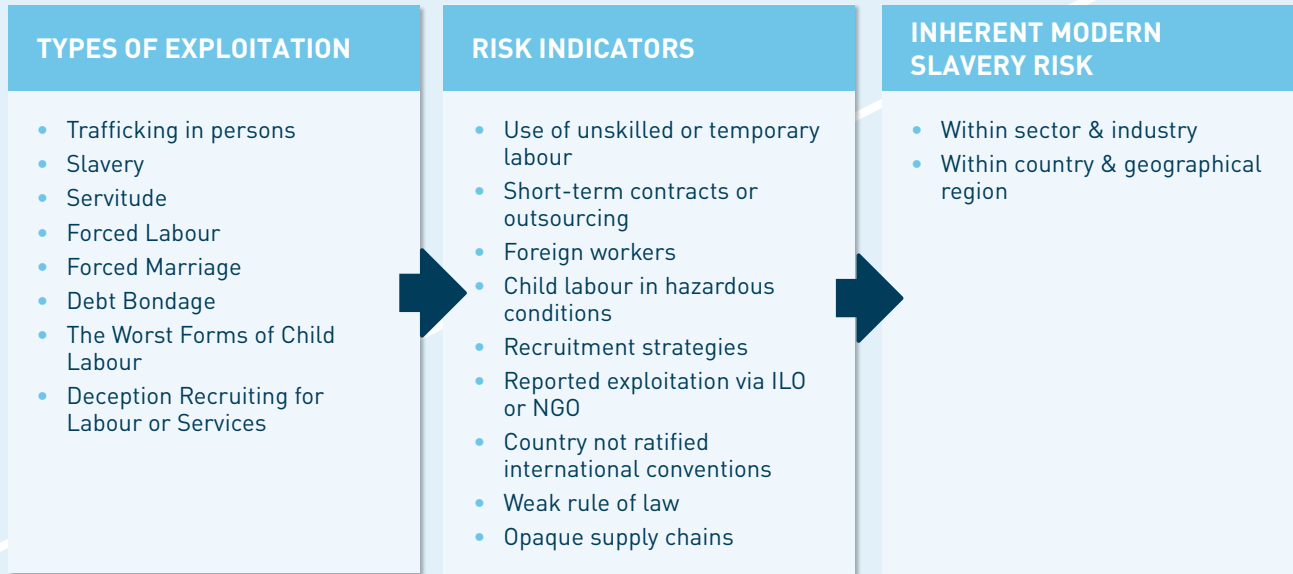 TYPES OF EXPLOITATION
• Trafficking in persons
• Slavery
• Servitude
• Forced Labour
• Forced Marriage
• Debt Bondage
• The Worst Forms of Child
Labour
• Deception Recruiting for
Labour or Services
RISK INDICATORS
• Use of unskilled or temporary
labour
• Short-term contracts or
outsourcing
• Foreign workers
• Child labour in hazardous
conditions
• Recruitment strategies
• Reported exploitation via ILO
or NGO
• Country not ratified
international conventions
• Weak rule of law
• Opaque supply chains
INHERENT MODERN
SLAVERY RISK
• Within sector & industry
• Within country & geographical
region